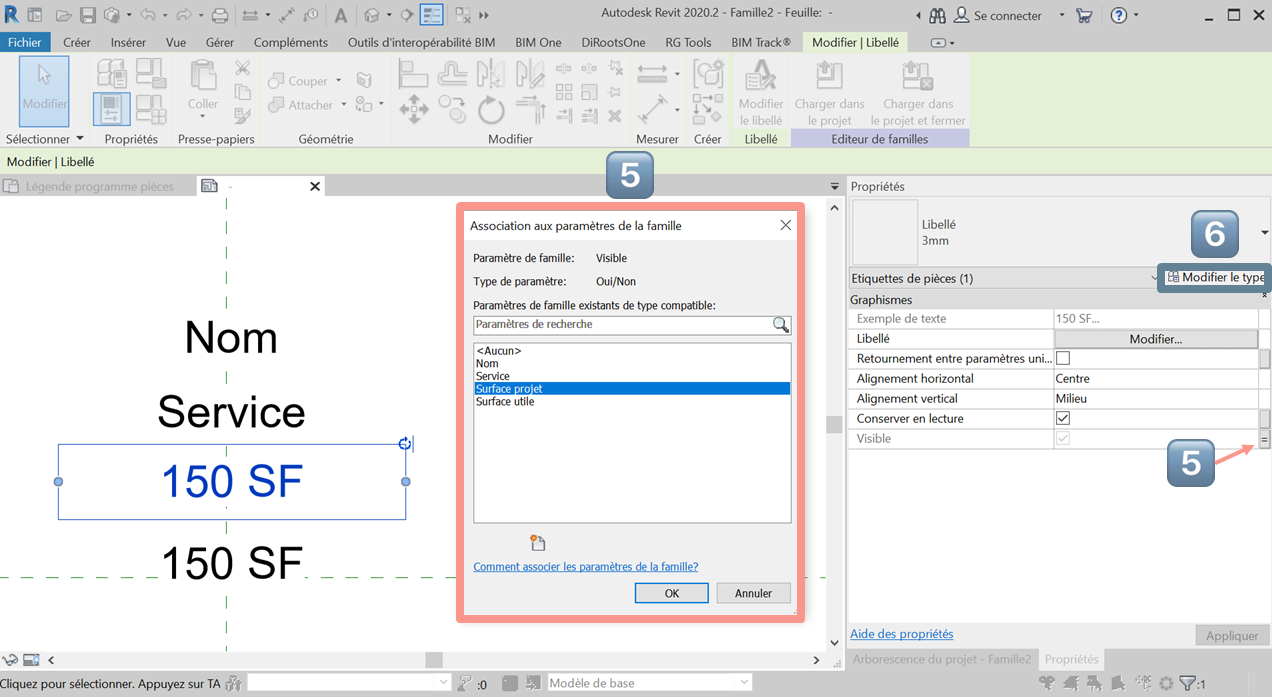 Autodesk Revit 2020.2 - Famille2 - Feuille: -
Se connecter
Fichier
Créer
Insérer
Vue
Gérer
Compléments
Outils d'interopérabilité BIM
BIM One
DiRootsOne
RG Tools
BIM Track®
Modifier | Libellé
Modifier
Coller
Couper
Attacher
Modifier
le libellé
Charger dans
le projet
Charger dans
le projet et fermer
Sélectionner
Propriétés
Presse-papiers
Géométrie
Modifier
Mesurer
Créer
Libellé
Editeur de familles
Modifier | Libellé
Légende programme pièces
-
5
Nom
Service
150 SF
150 SF
Association aux paramètres de la famille
Paramètre de famille: Visible
Type de paramètre: Oui/Non
Paramètres de famille existants de type compatible:
Paramètres de recherche
<Aucun>
Nom
Service
Surface projet
Surface utile
Comment associer les paramètres de la famille?
OK
Annuler
Propriétés
Libellé
3mm
6
Etiquettes de pièces (1)
Modifier le type
Graphismes
Exemple de texte 150 SF...
Libellé Modifier...
Retournement entre paramètres uni...
Alignement horizontal Centre
Alignement vertical Milieu
Conserver en lecture
Visible
=
5
Aide des propriétés
Appliquer
Arborescence du projet - Famille2
Propriétés
Cliquez pour sélectionner. Appuyez sur TA
:0
Modèle de base
:1